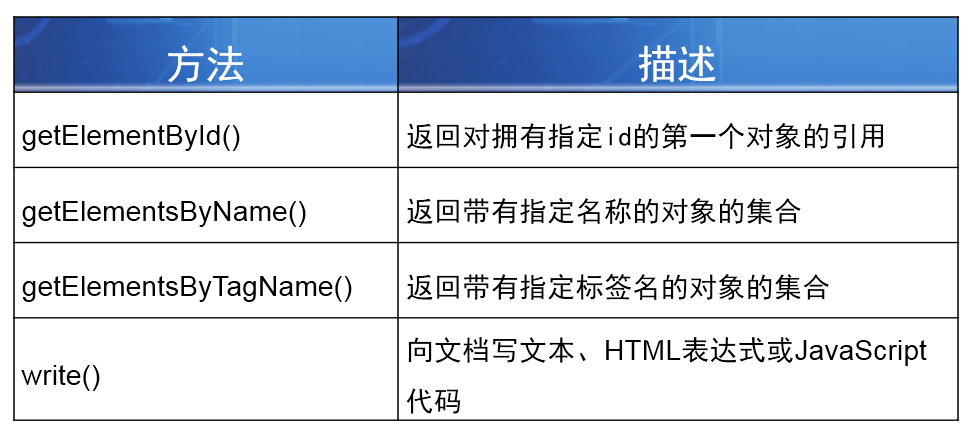 方法 描述
getElementById() 返回对拥有指定id的第一个对象的引用
getElementsByName() 返回带有指定名称的对象的集合
getElementsByTagName() 返回带有指定标签名的对象的集合
write() 向文档写文本、HTML表达式或JavaScript
代码